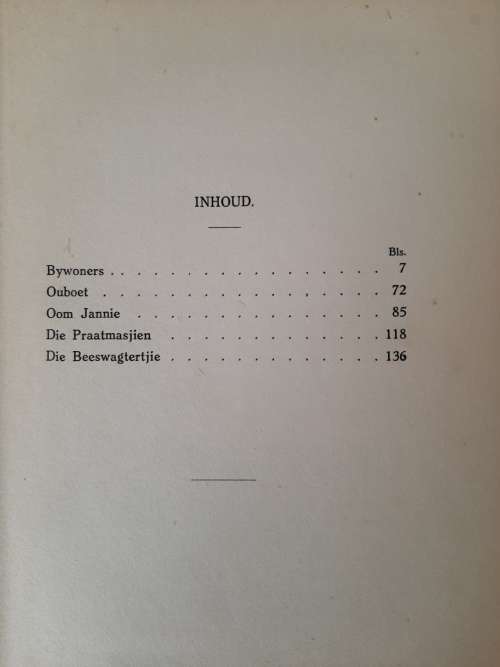 INHOUD.
Bls.
Bywoners . . . . . . . . . . . . . . . . 7
Ouboet . . . . . . . . . . . . . . 72
Oom Jannie . . . . . . . . . . . . 85
Die Praatmasjien . . . . . . . . . . . 118
Die Beeswagtertjie . . . . . . . . . . . 136